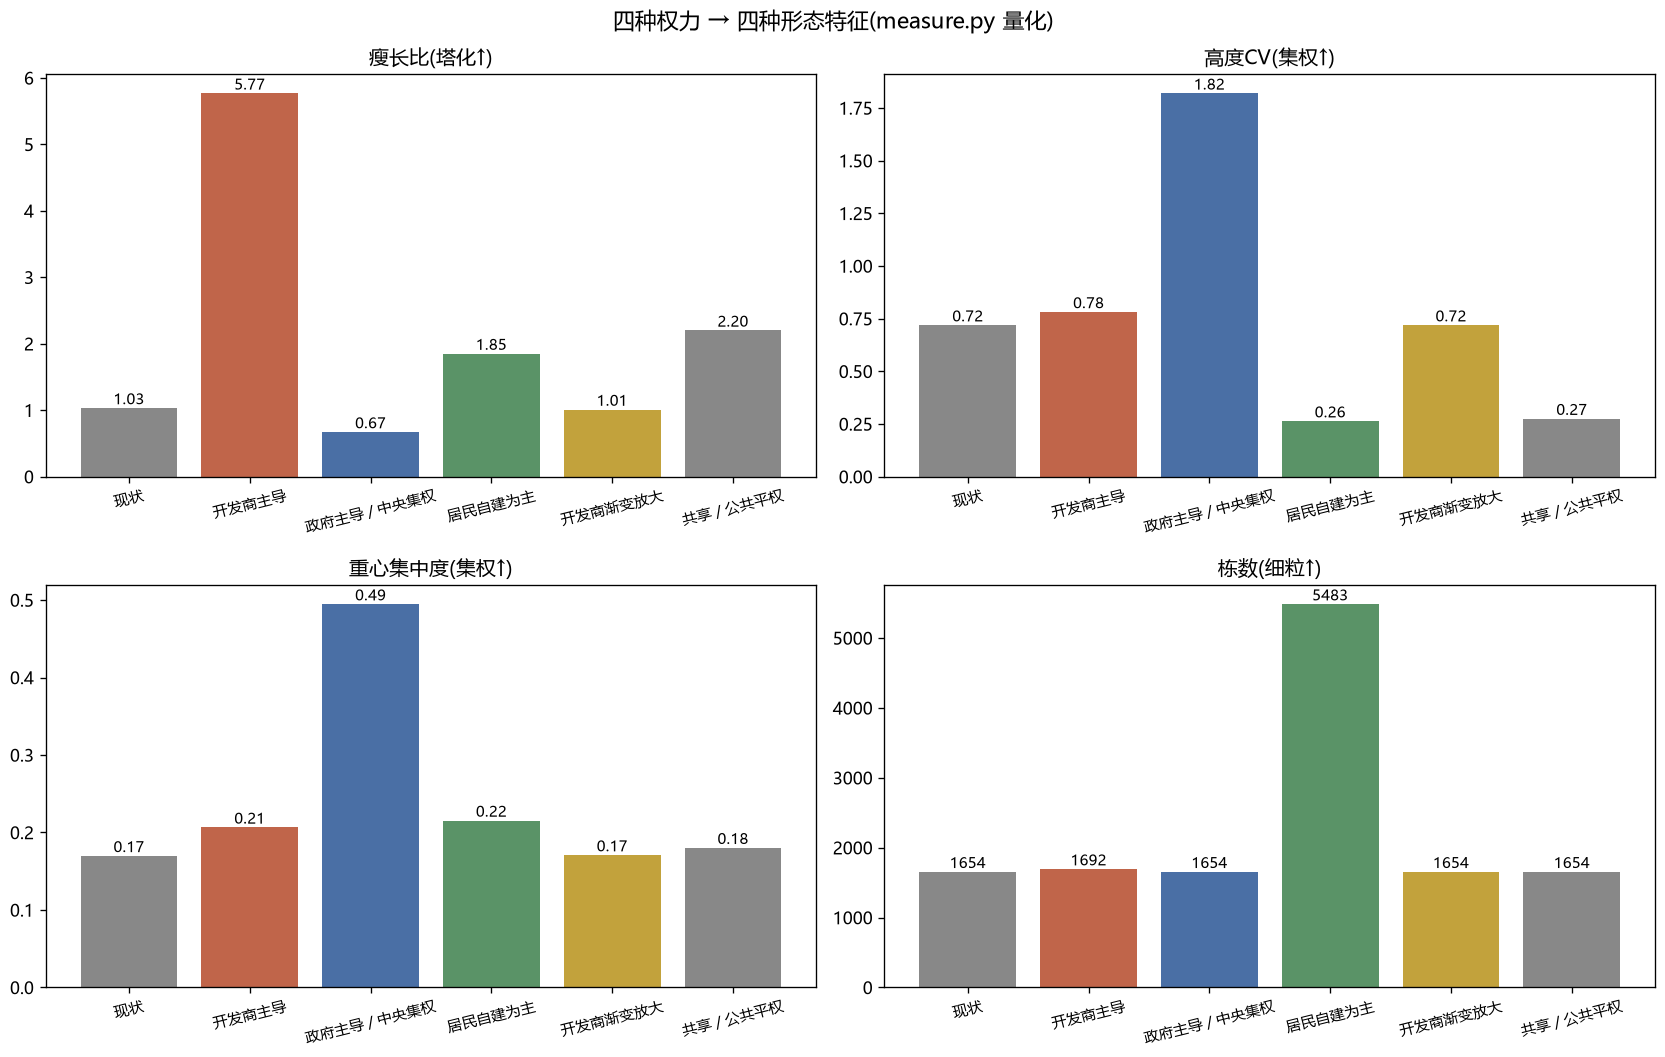 四种权力 → 四种形态特征(measure.py 量化)
瘦长比(塔化↑)
6
5
4
3
2
1
0
1.03
5.77
0.67
1.85
1.01
2.20
现状
开发商主导
政府主导 / 中央集权
居民自建为主
开发商渐变放大
共享 / 公共平权
高度CV(集权↑)
1.75
1.50
1.25
1.00
0.75
0.50
0.25
0.00
0.72
0.78
1.82
0.26
0.72
0.27
现状
开发商主导
政府主导 / 中央集权
居民自建为主
开发商渐变放大
共享 / 公共平权
重心集中度(集权↑)
0.5
0.4
0.3
0.2
0.1
0.0
0.17
0.21
0.49
0.22
0.17
0.18
现状
开发商主导
政府主导 / 中央集权
居民自建为主
开发商渐变放大
共享 / 公共平权
栋数(细粒↑)
5000
4000
3000
2000
1000
0
1654
1692
1654
5483
1654
1654
现状
开发商主导
政府主导 / 中央集权
居民自建为主
开发商渐变放大
共享 / 公共平权